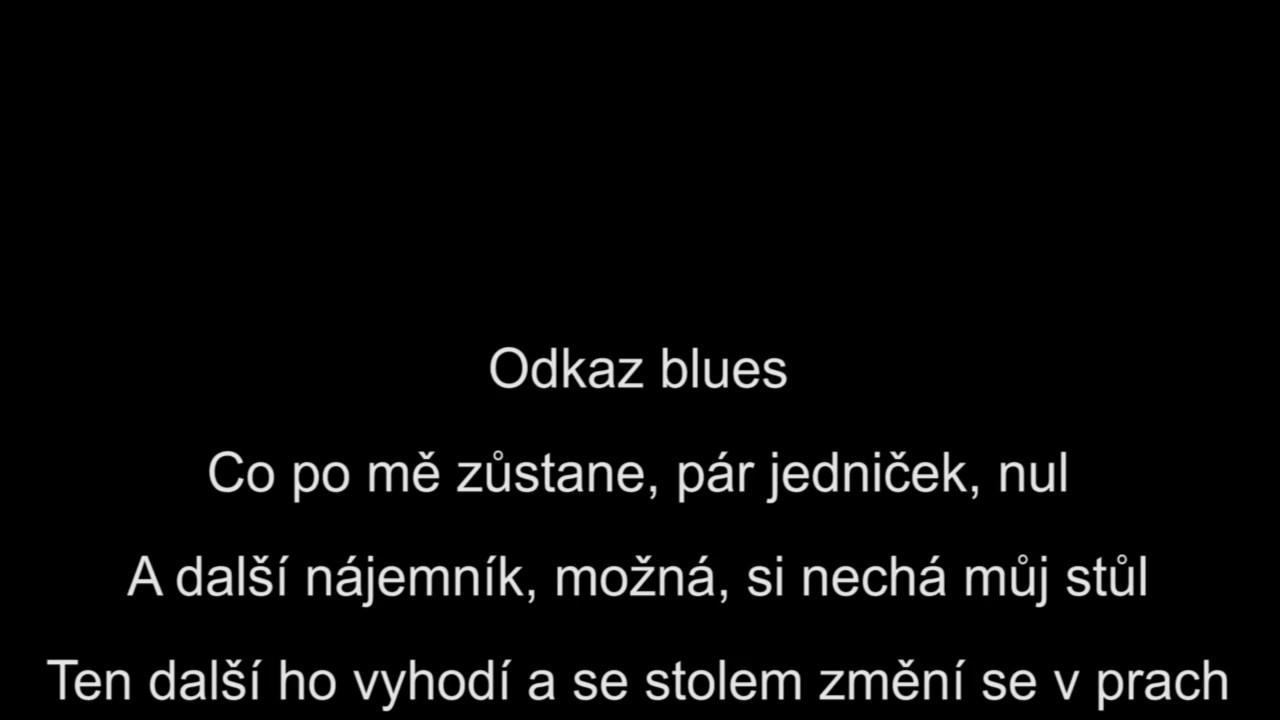 Odkaz blues
Co po mě zůstane, pár jedniček, nul
A další nájemník, možná, si nechá můj stůl
Ten další ho vyhodí a se stolem změní se v prach